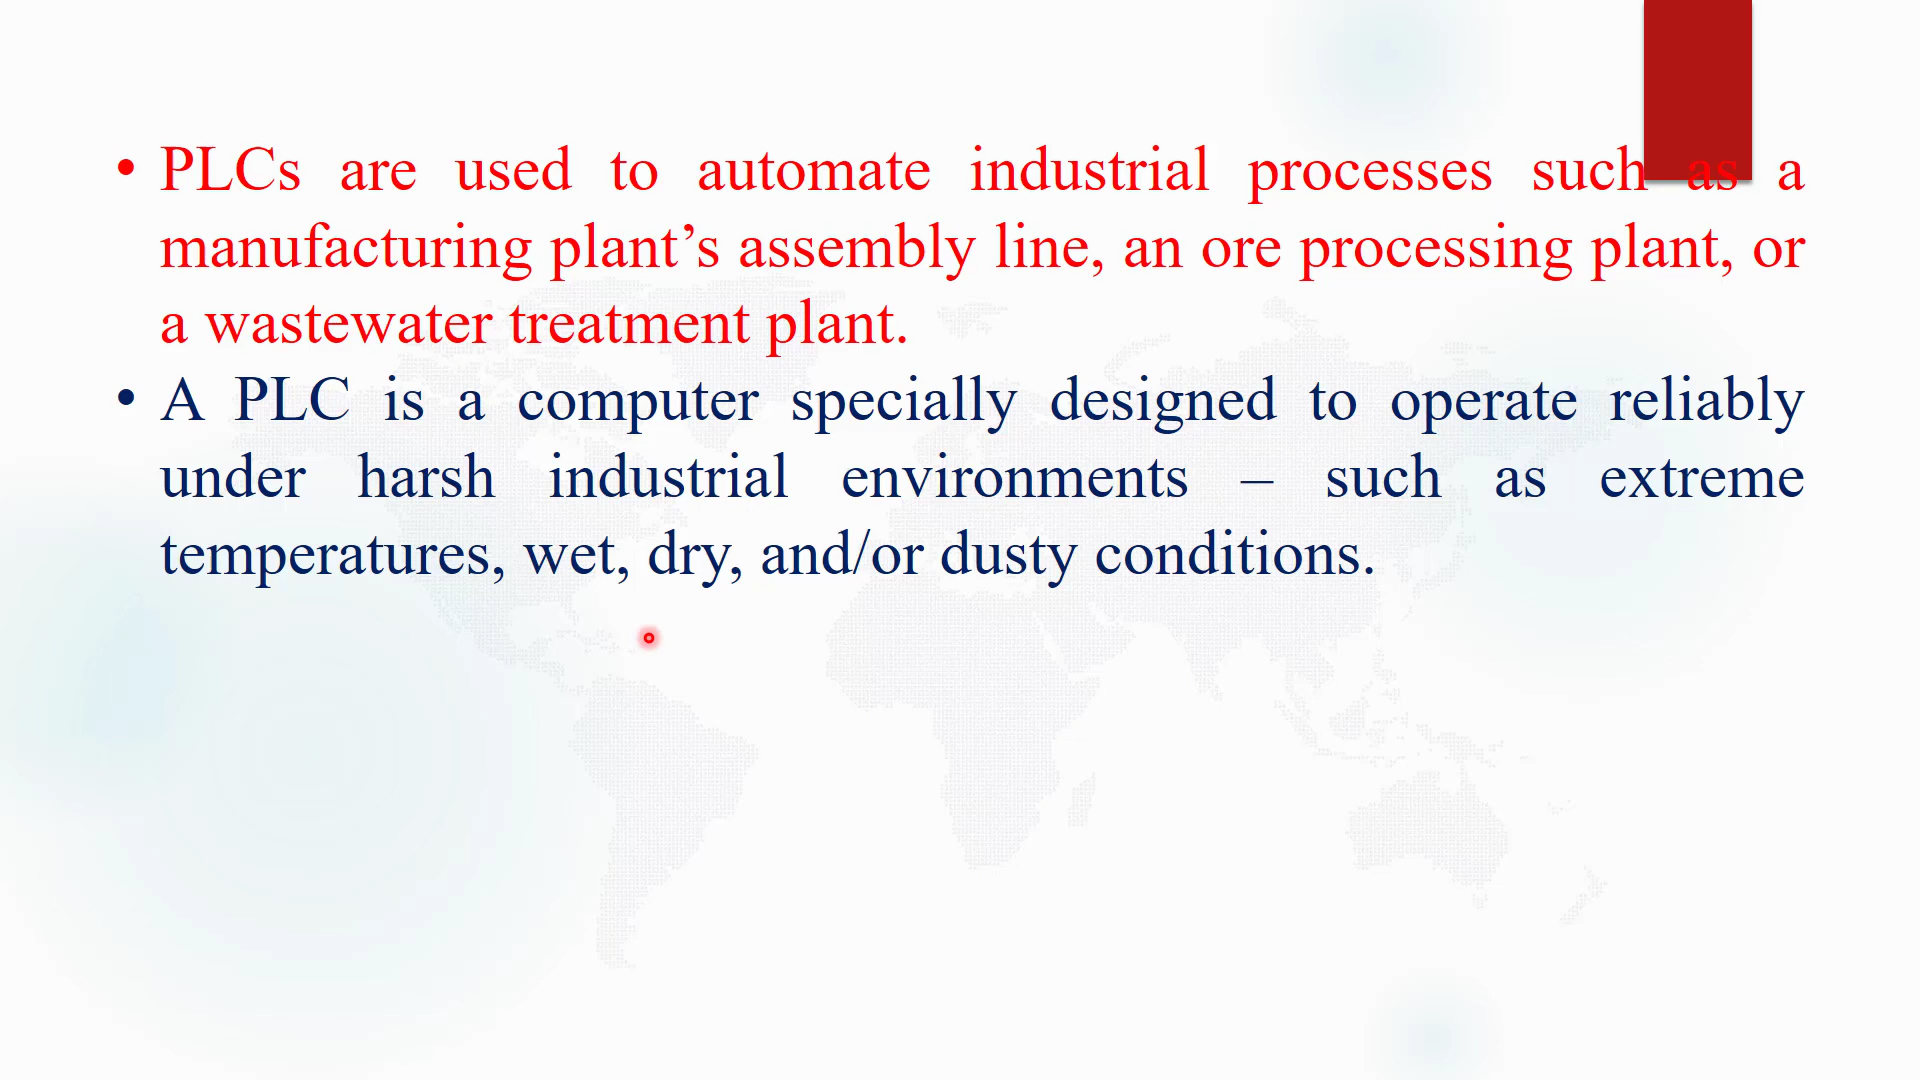 • PLCs are used to automate industrial processes such as a
manufacturing plant’s assembly line, an ore processing plant, or
a wastewater treatment plant.
• A PLC is a computer specially designed to operate reliably
under harsh industrial environments – such as extreme
temperatures, wet, dry, and/or dusty conditions.